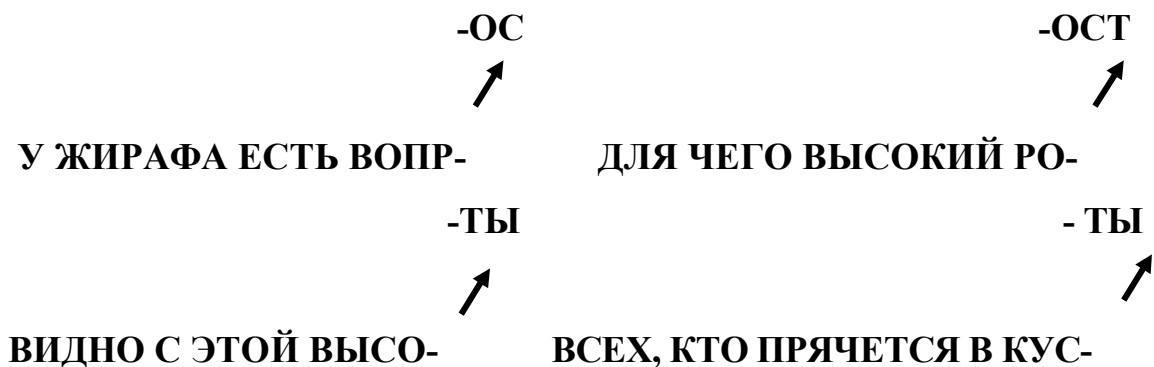 -ОС -ОСТ
У ЖИРАФА ЕСТЬ ВОПР- ДЛЯ ЧЕГО ВЫСОКИЙ РО-
-ТЫ - ТЫ
ВИДНО С ЭТОЙ ВЫСО- ВСЕХ, КТО ПРЯЧЕТСЯ В КУС-